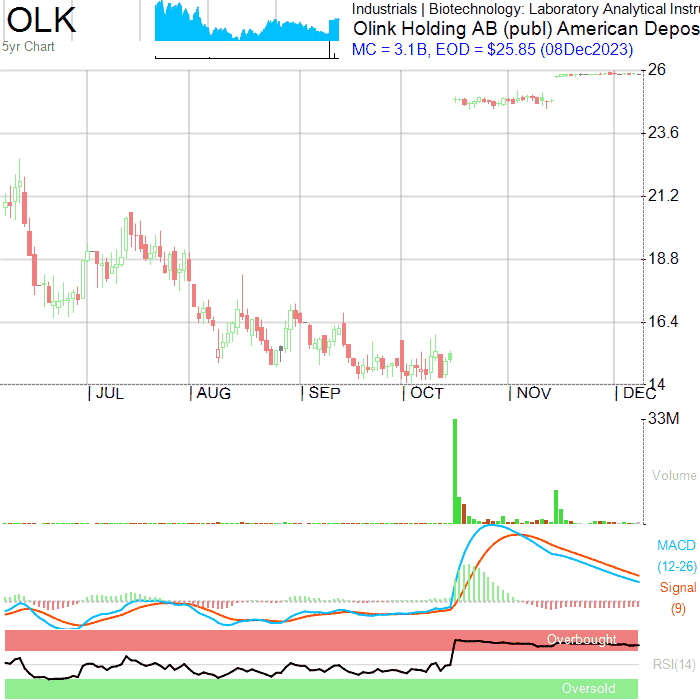 OLK
5yr Chart
Industrials | Biotechnology: Laboratory Analytical Instru
Olink Holding AB (publ) American Depos
MC = 3.1B, EOD = $25.85 (08Dec2023)
26
23.6
21.2
18.8
16.4
14
JUL AUG SEP OCT NOV DEC
33M
Volume
MACD
(12-26)
Signal
(9)
Overbought
RSI(14)
Oversold